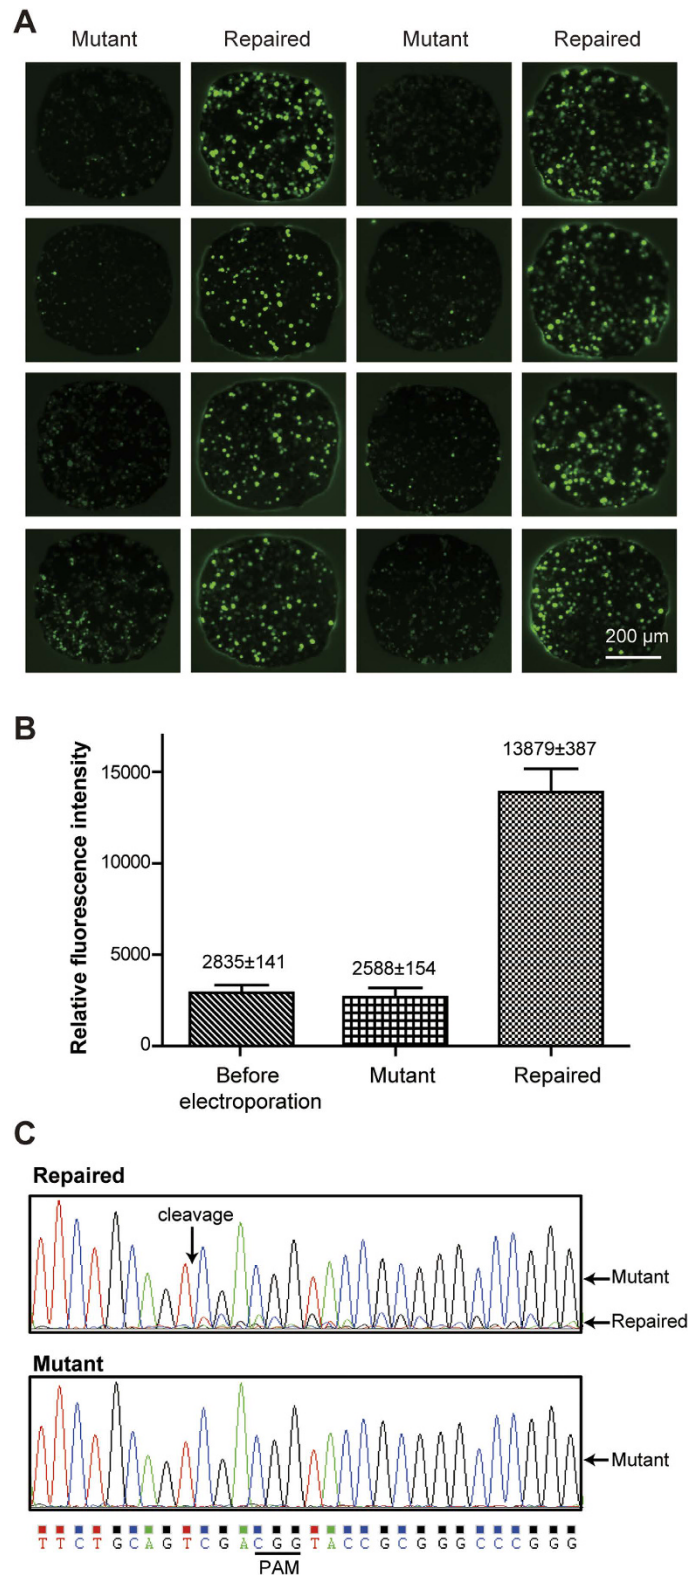 A
Mutant Repaired Mutant Repaired
200 µm
B
Relative fluorescence intensity
15000
10000
5000
0
2835±141
2588±154
13879±387
Before
electroporation
Mutant
Repaired
C
Repaired
cleavage
Mutant
Repaired
Mutant
Mutant
T T C T G C A G T C G A C G G T A C C G C G G G C C C G G G
PAM